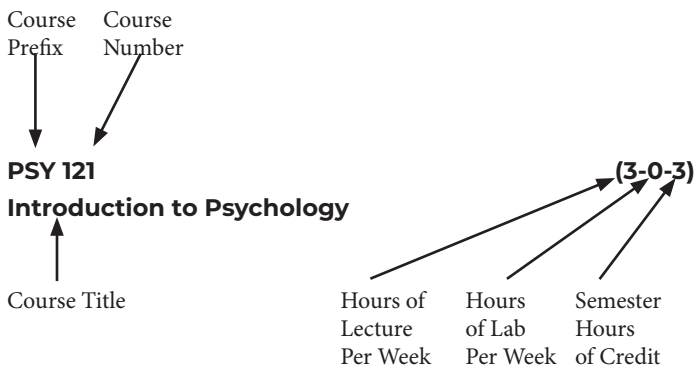 Course Course
Prefix Number
PSY 121 (3-0-3)
Introduction to Psychology
Course Title Hours of Hours Semester
Lecture of Lab Hours
Per Week Per Week of Credit